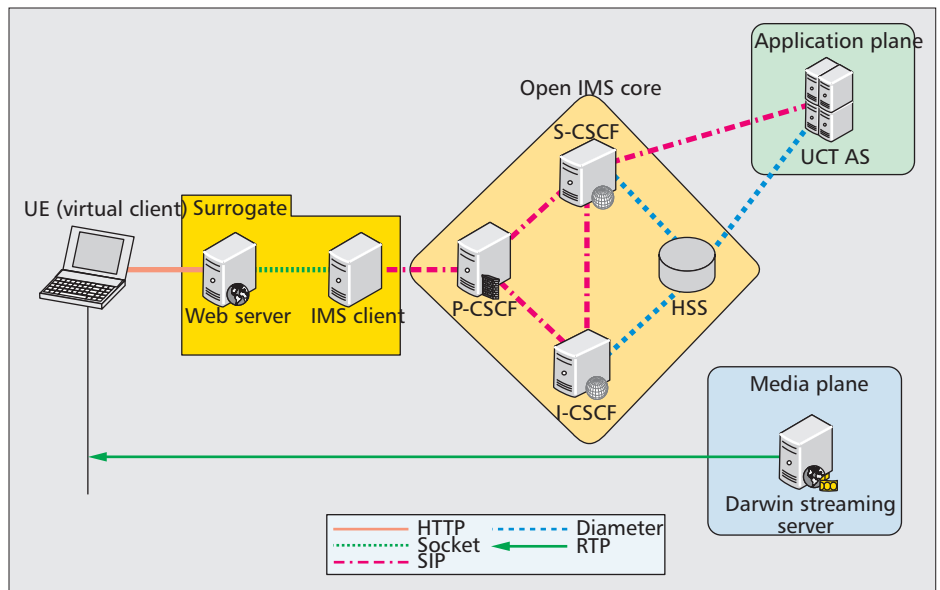 Application plane
UCT AS
Open IMS core
S-CSCF
UE (virtual client)
Surrogate
Web server
IMS client
P-CSCF
HSS
I-CSCF
Media plane
Darwin streaming
server
HTTP
Socket
SIP
Diameter
RTP